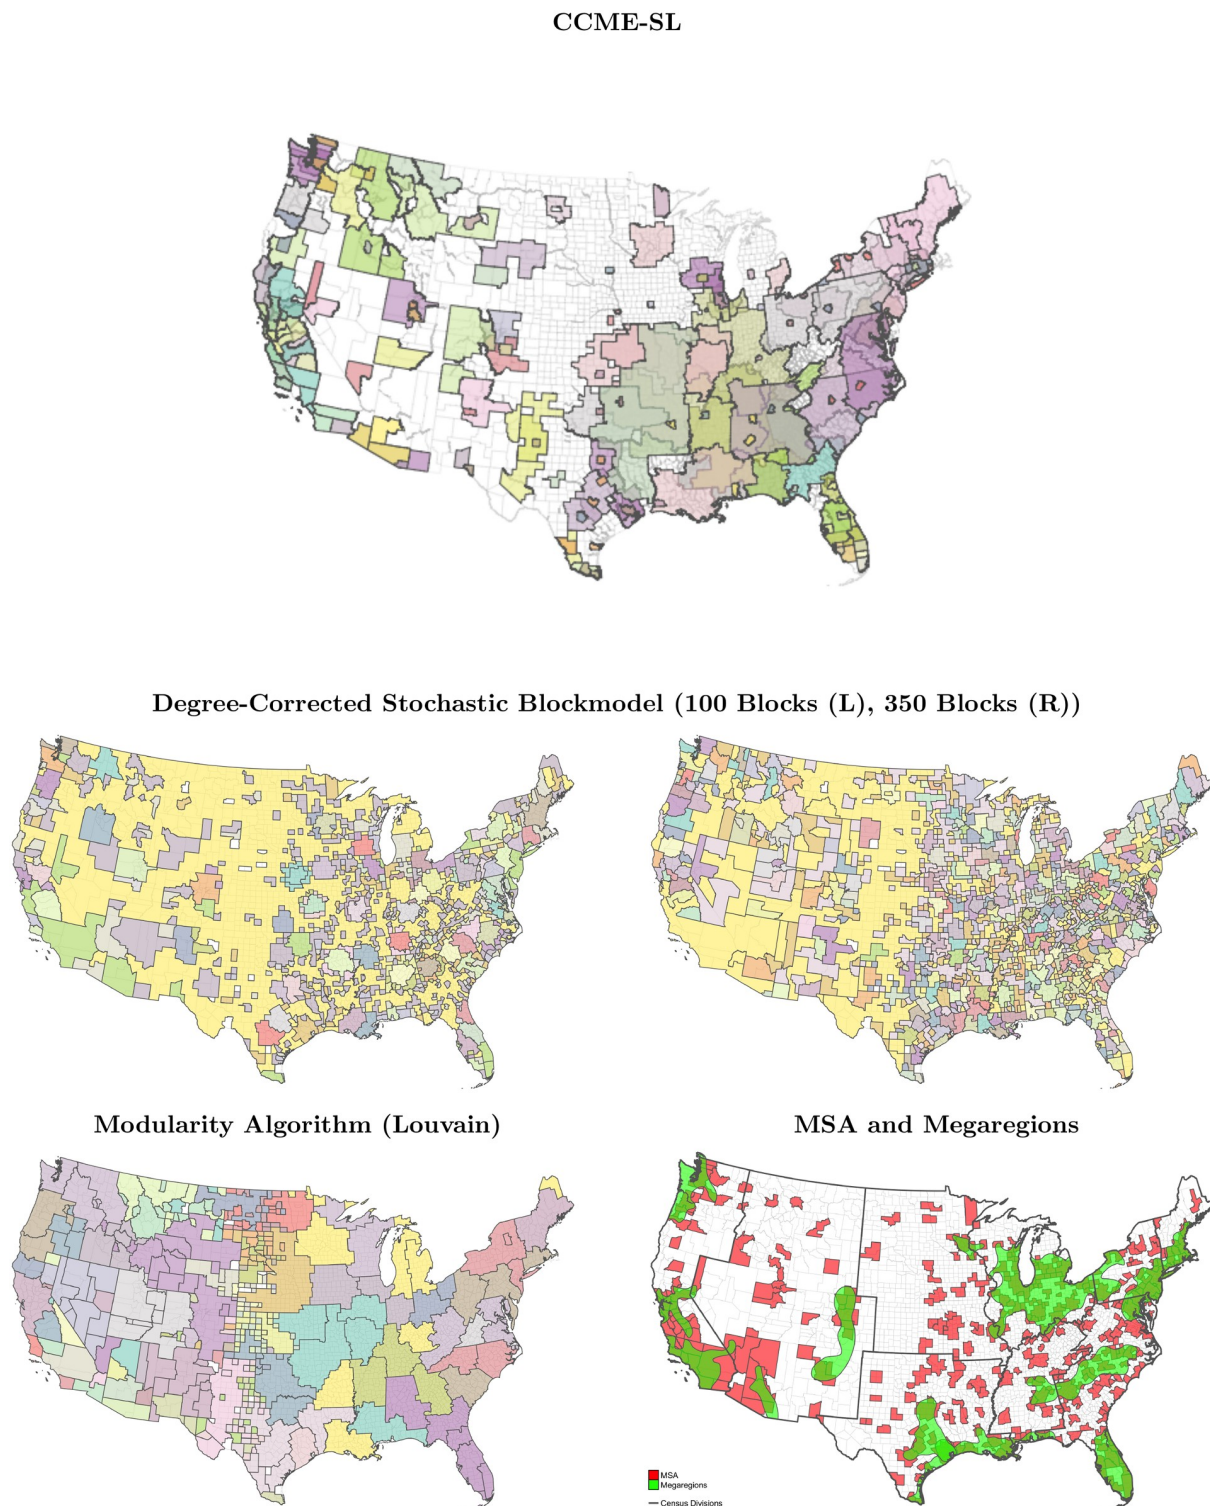 CCME-SL
Degree-Corrected Stochastic Blockmodel (100 Blocks (L), 350 Blocks (R))
Modularity Algorithm (Louvain)
MSA and Megaregions
MSA
Megaregions
Census Divisions